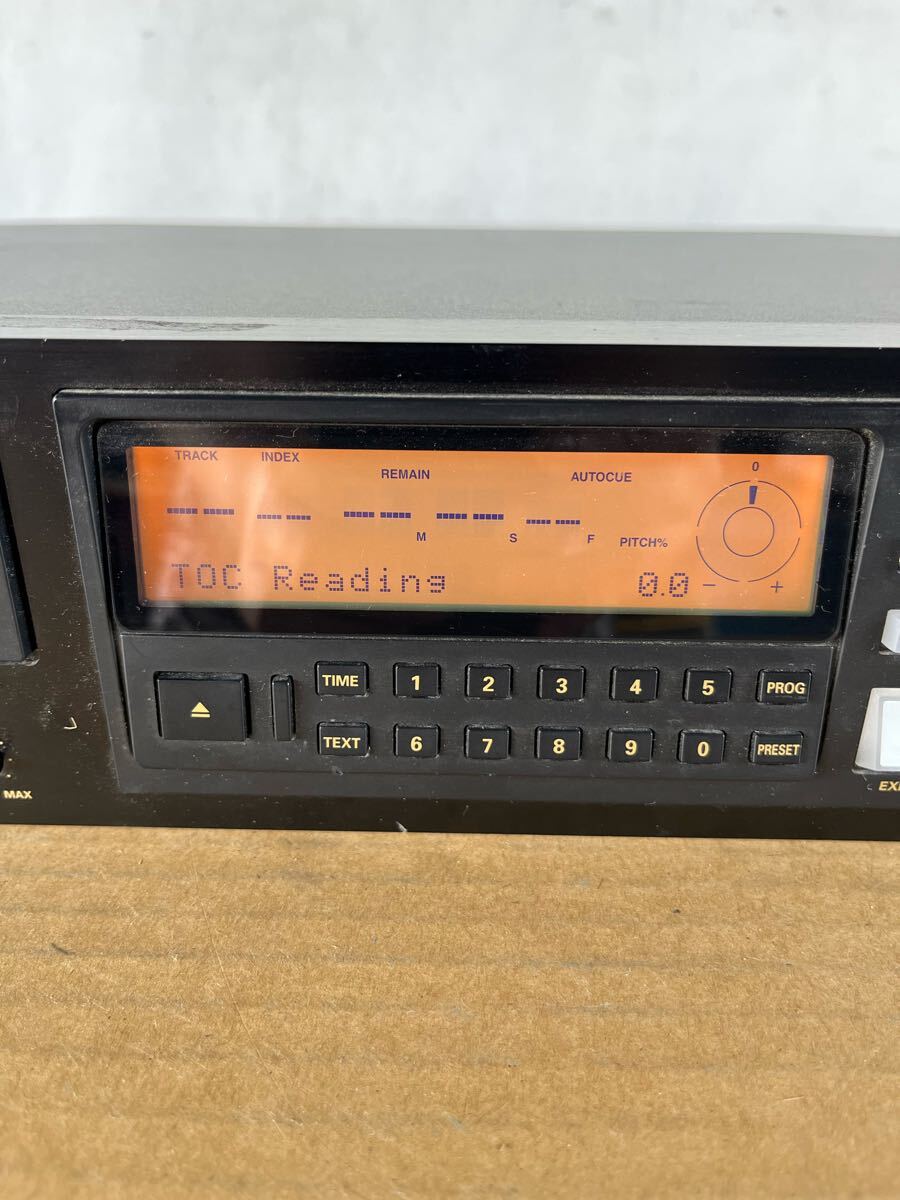 TRACK INDEX
REMAIN AUTOCUE 0
-- -- -- -- --
M S F PITCH%
TOC Reading 0.0 − +
TIME 1 2 3 4 5 PROG
TEXT 6 7 8 9 0 PRESET
MAX